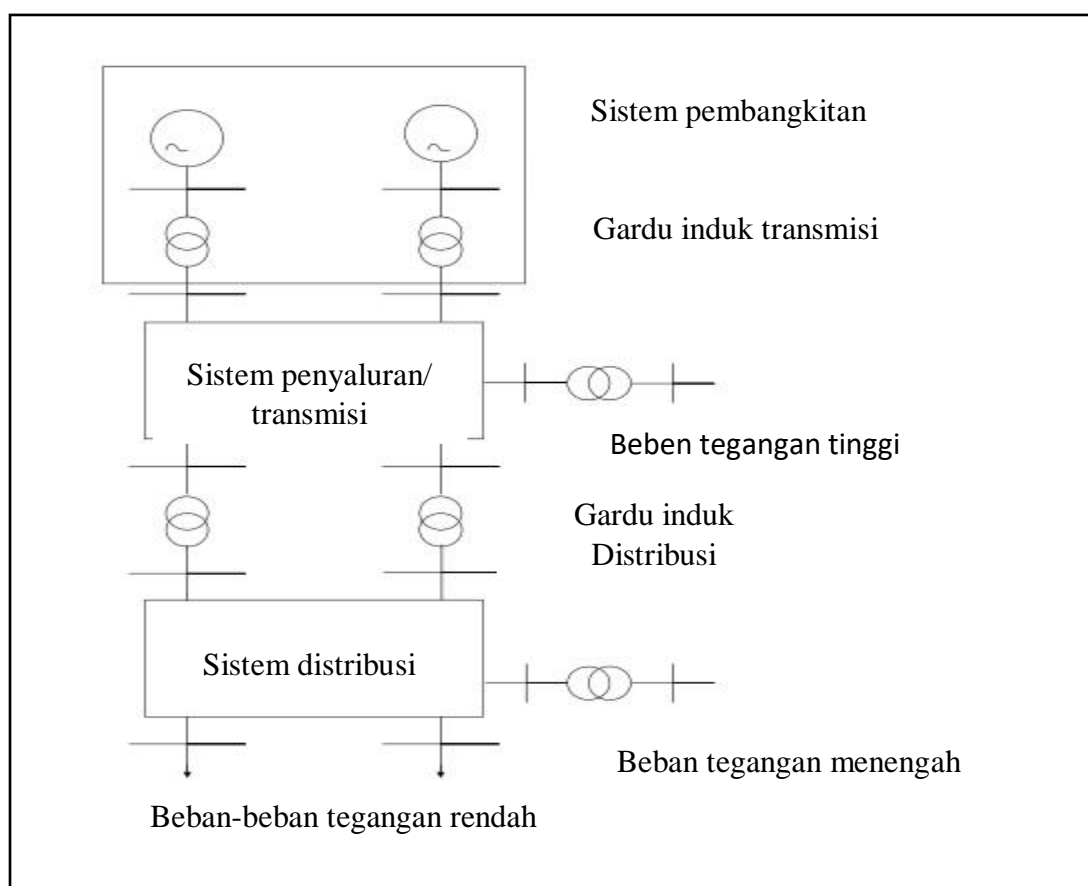 Sistem pembangkitan
Gardu induk transmisi
Sistem penyaluran/
transmisi
Beben tegangan tinggi
Gardu induk
Distribusi
Sistem distribusi
Beban tegangan menengah
Beban-beban tegangan rendah